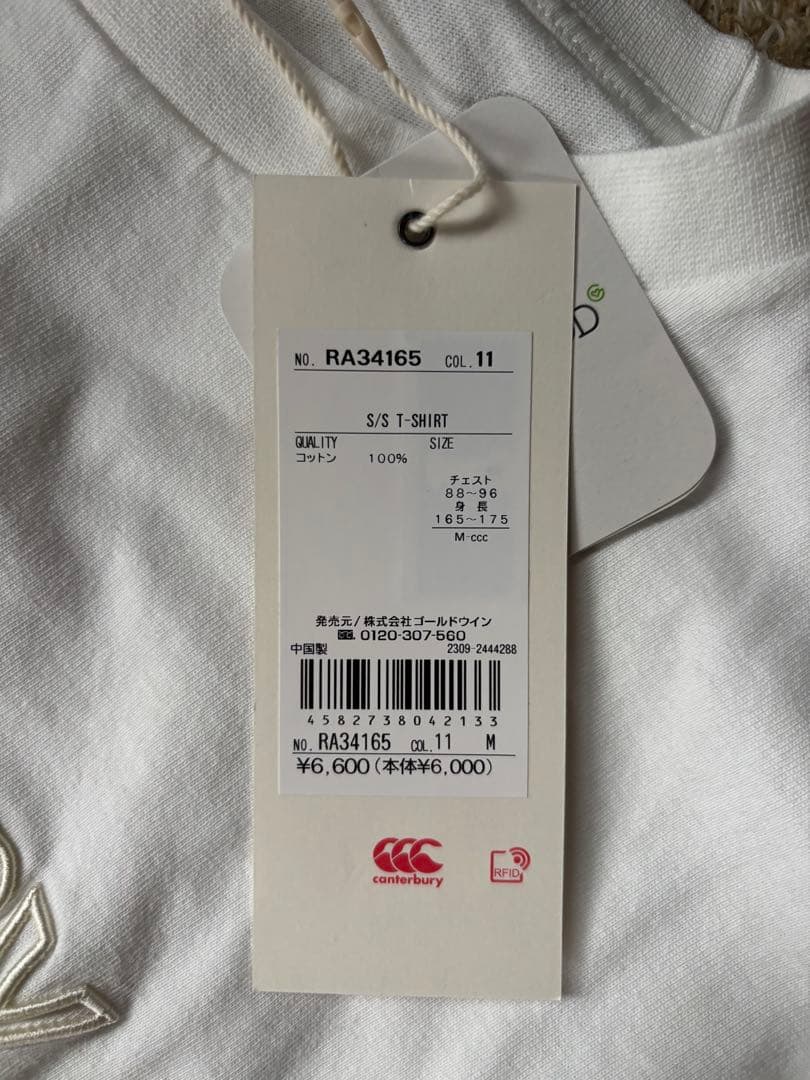 NO. RA34165 COL.11
S/S T-SHIRT
QUALITY SIZE
コットン 100%
チェスト
88～96
身長
165～175
M-ccc
発売元/株式会社ゴールドウイン
0120-307-560
中国製 2309-2444288
4582738042133
NO. RA34165 COL.11 M
¥6,600(本体¥6,000)
canterbury
RFID
D